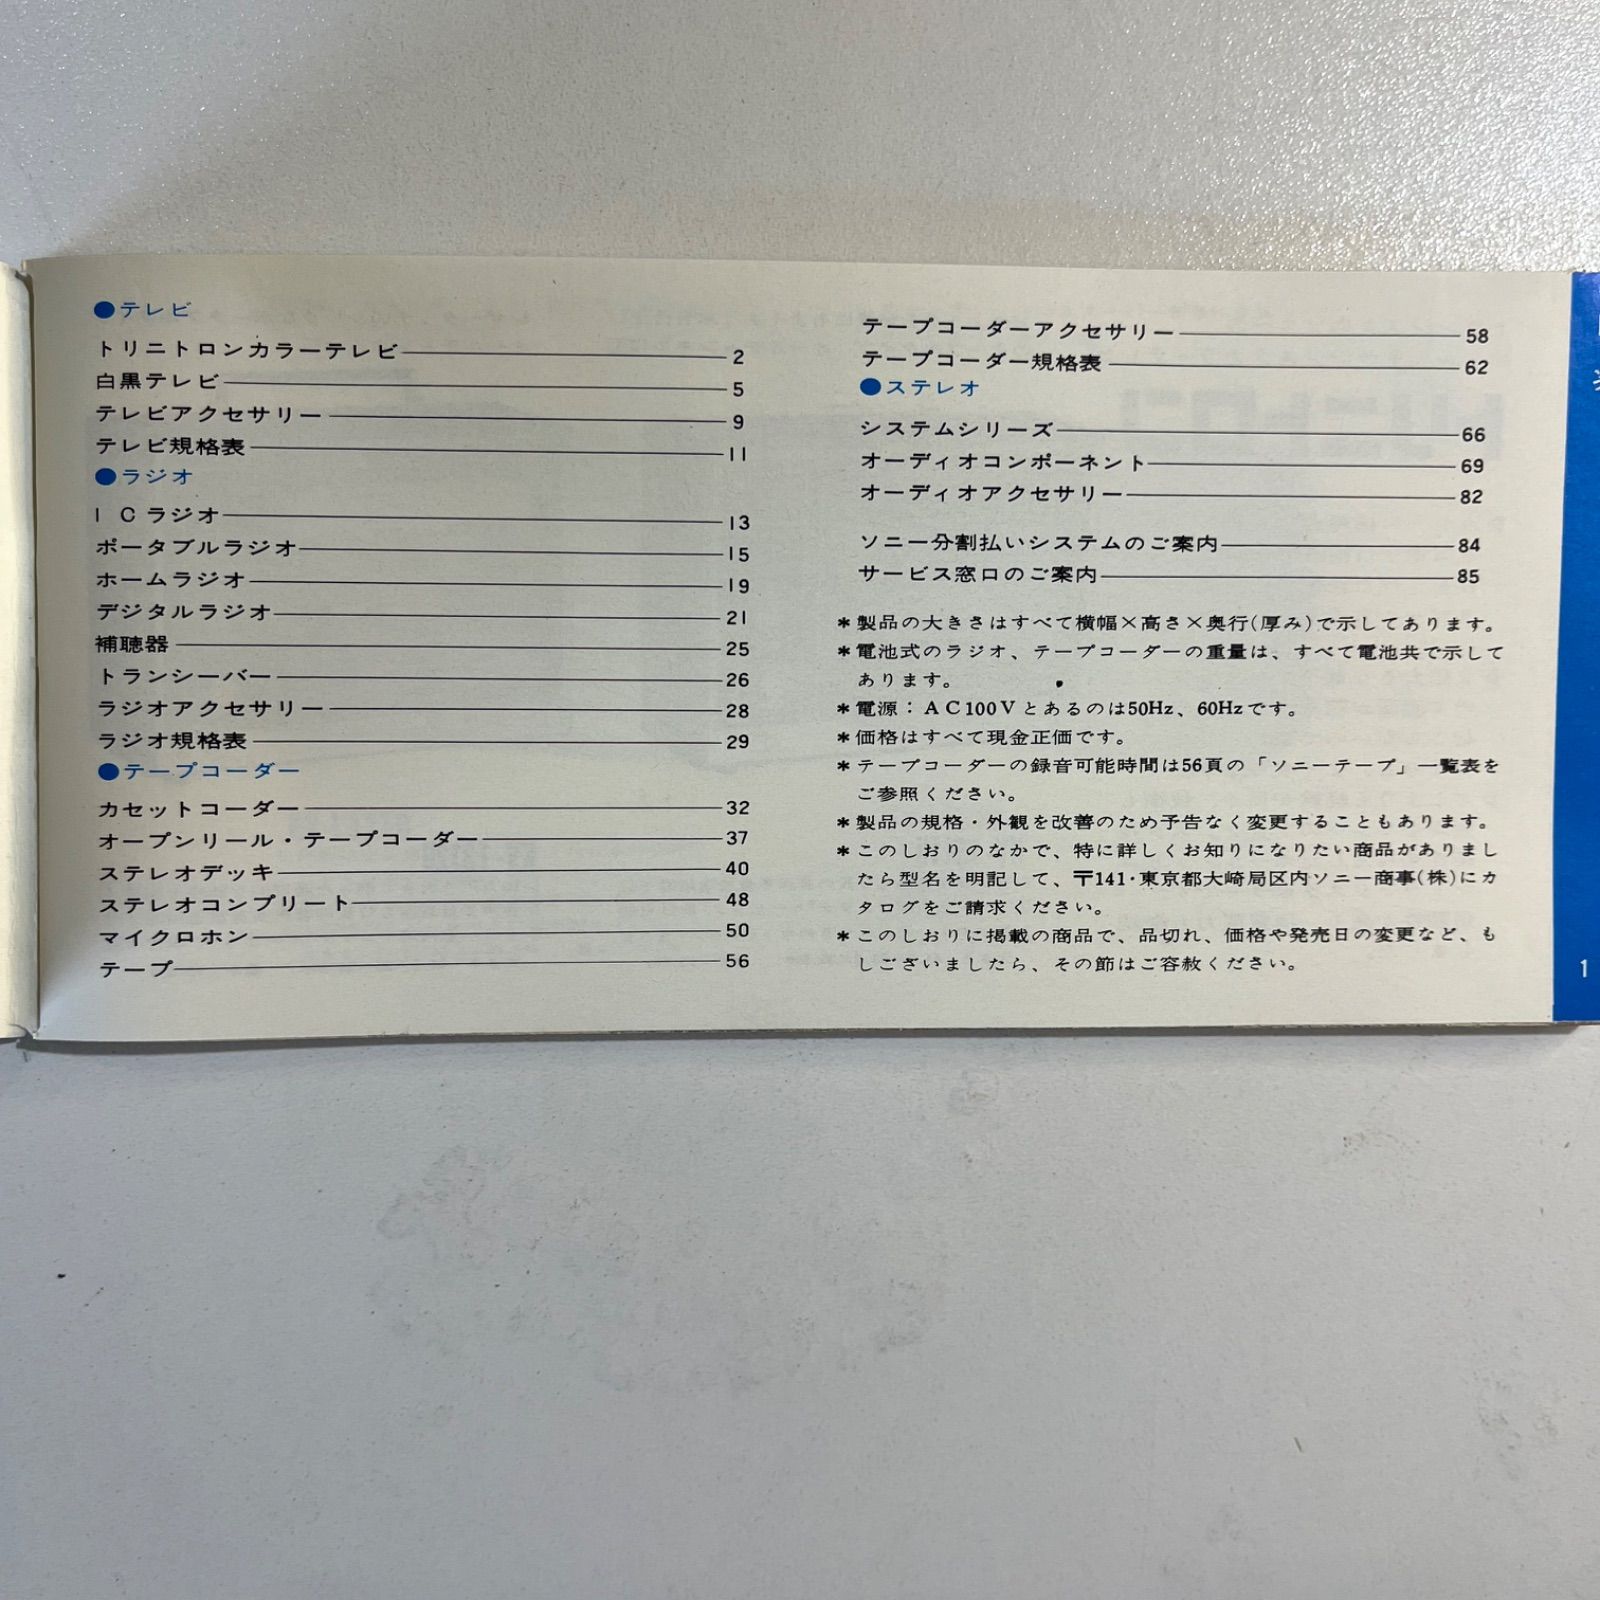 ●テレビ
トリニトロンカラーテレビ 2
白黒テレビ 5
テレビアクセサリー 9
テレビ規格表 11
●ラジオ
ICラジオ 13
ポータブルラジオ 15
ホームラジオ 19
デジタルラジオ 21
補聴器 25
トランシーバー 26
ラジオアクセサリー 28
ラジオ規格表 29
●テープコーダー
カセットコーダー 32
オープンリール・テープコーダー 37
ステレオデッキ 40
ステレオコンプリート 48
マイクロホン 50
テープ 56
テープコーダーアクセサリー 58
テープコーダー規格表 62
●ステレオ
システムシリーズ 66
オーディオコンポーネント 69
オーディオアクセサリー 82
ソニー分割払いシステムのご案内 84
サービス窓口のご案内 85
*製品の大きさはすべて横幅×高さ×奥行(厚み)で示してあります。
*電池式のラジオ、テープコーダーの重量は、すべて電池共で示して
あります。
*電源：AC100Vとあるのは50Hz、60Hzです。
*価格はすべて現金正価です。
*テープコーダーの録音可能時間は56頁の「ソニーテープ」一覧表を
ご参照ください。
*製品の規格・外観を改善のため予告なく変更することもあります。
*このしおりのなかで、特に詳しくお知りになりたい商品がありまし
たら型名を明記して、〒141・東京都大崎局区内ソニー商事(株)にカ
タログをご請求ください。
*このしおりに掲載の商品で、品切れ、価格や発売日の変更など、も
しございましたら、その節はご容赦ください。
1